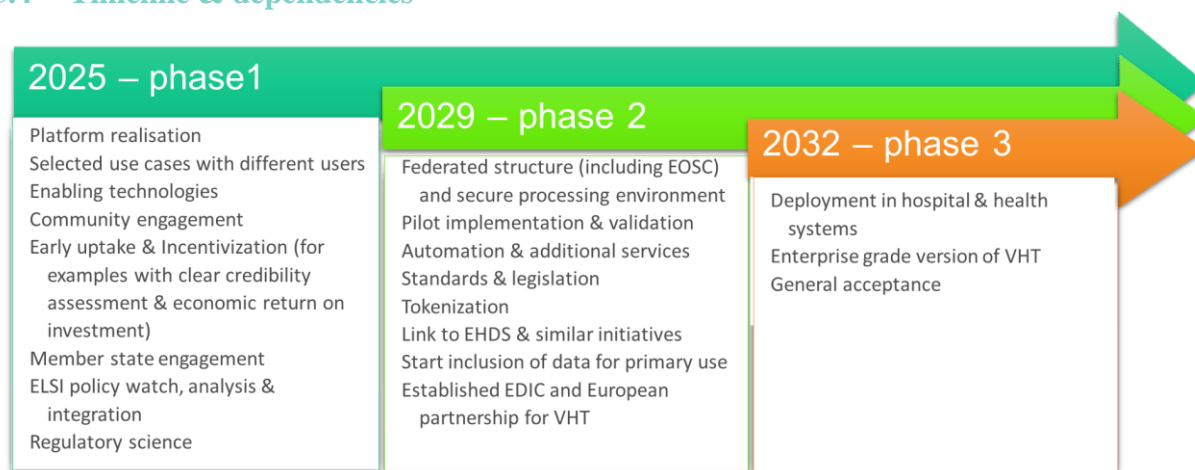 Timeline & dependencies
2025 – phase1
Platform realisation
Selected use cases with different users
Enabling technologies
Community engagement
Early uptake & Incentivization (for
examples with clear credibility
assessment & economic return on
investment)
Member state engagement
ELSI policy watch, analysis &
integration
Regulatory science
2029 – phase 2
Federated structure (including EOSC)
and secure processing environment
Pilot implementation & validation
Automation & additional services
Standards & legislation
Tokenization
Link to EHDS & similar initiatives
Start inclusion of data for primary use
Established EDIC and European
partnership for VHT
2032 – phase 3
Deployment in hospital & health
systems
Enterprise grade version of VHT
General acceptance